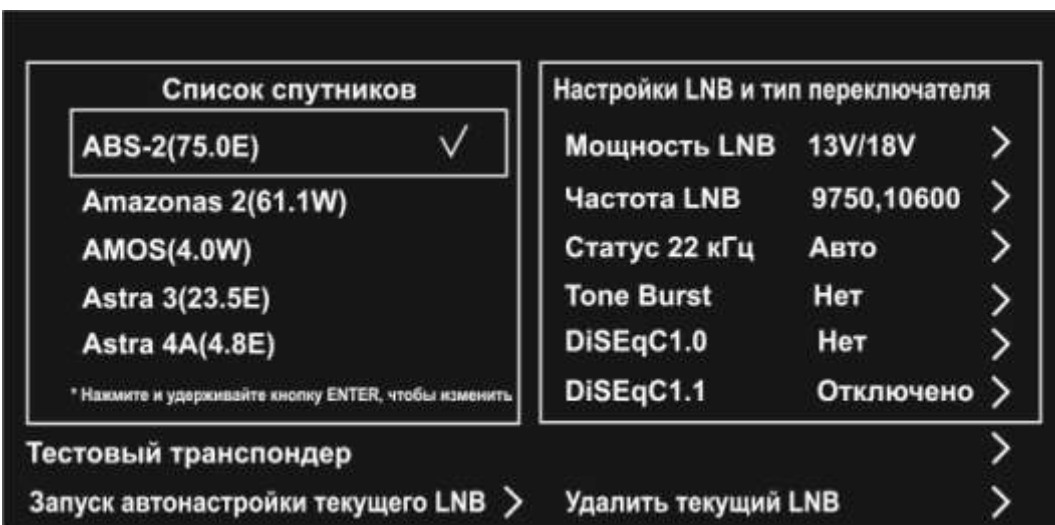 Список спутников
ABS-2(75.0E)
Amazonas 2(61.1W)
AMOS(4.0W)
Astra 3(23.5E)
Astra 4A(4.8E)
* Нажмите и удерживайте кнопку ENTER, чтобы изменить
Настройки LNB и тип переключателя
Мощность LNB 13V/18V
Частота LNB 9750,10600
Статус 22 кГц Авто
Tone Burst Нет
DiSEqC1.0 Нет
DiSEqC1.1 Отключено
Тестовый транспондер
Запуск автонастройки текущего LNB
Удалить текущий LNB